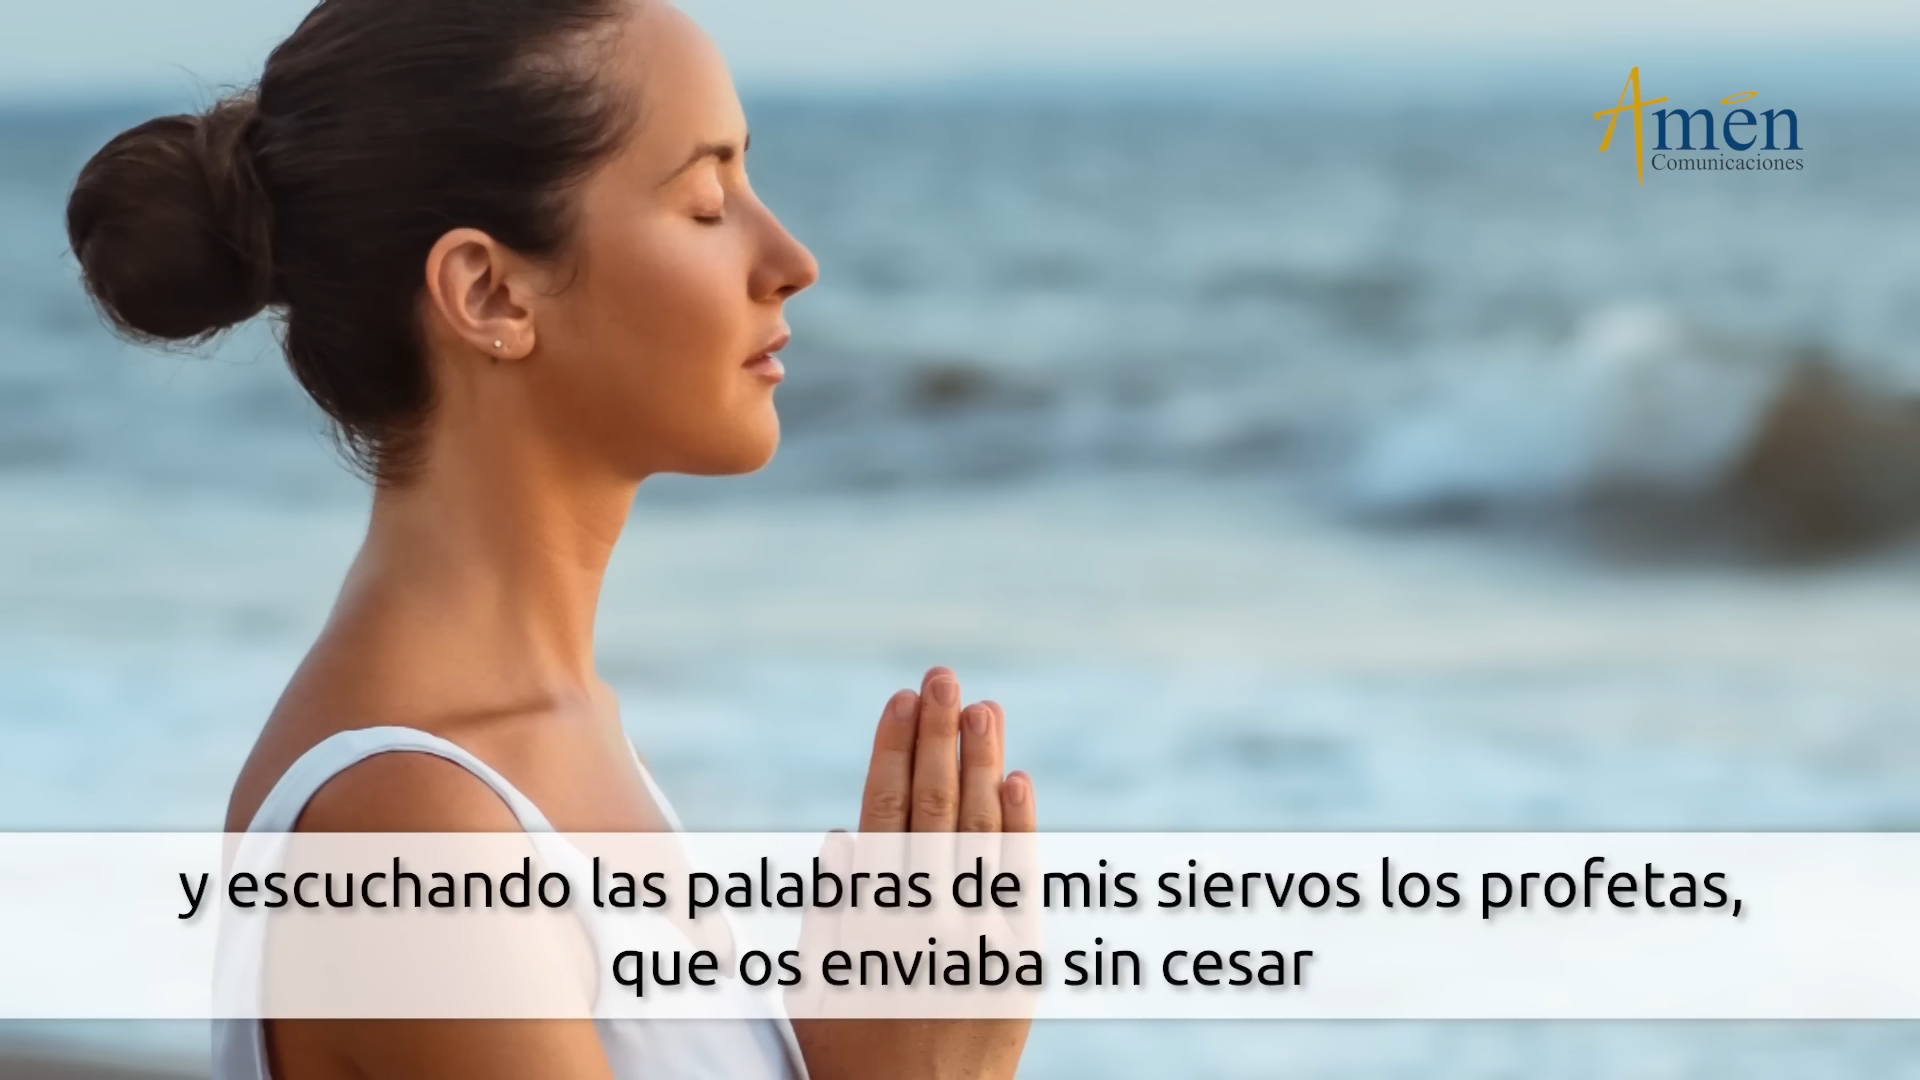 Amén
Comunicaciones
y escuchando las palabras de mis siervos los profetas,
que os enviaba sin cesar